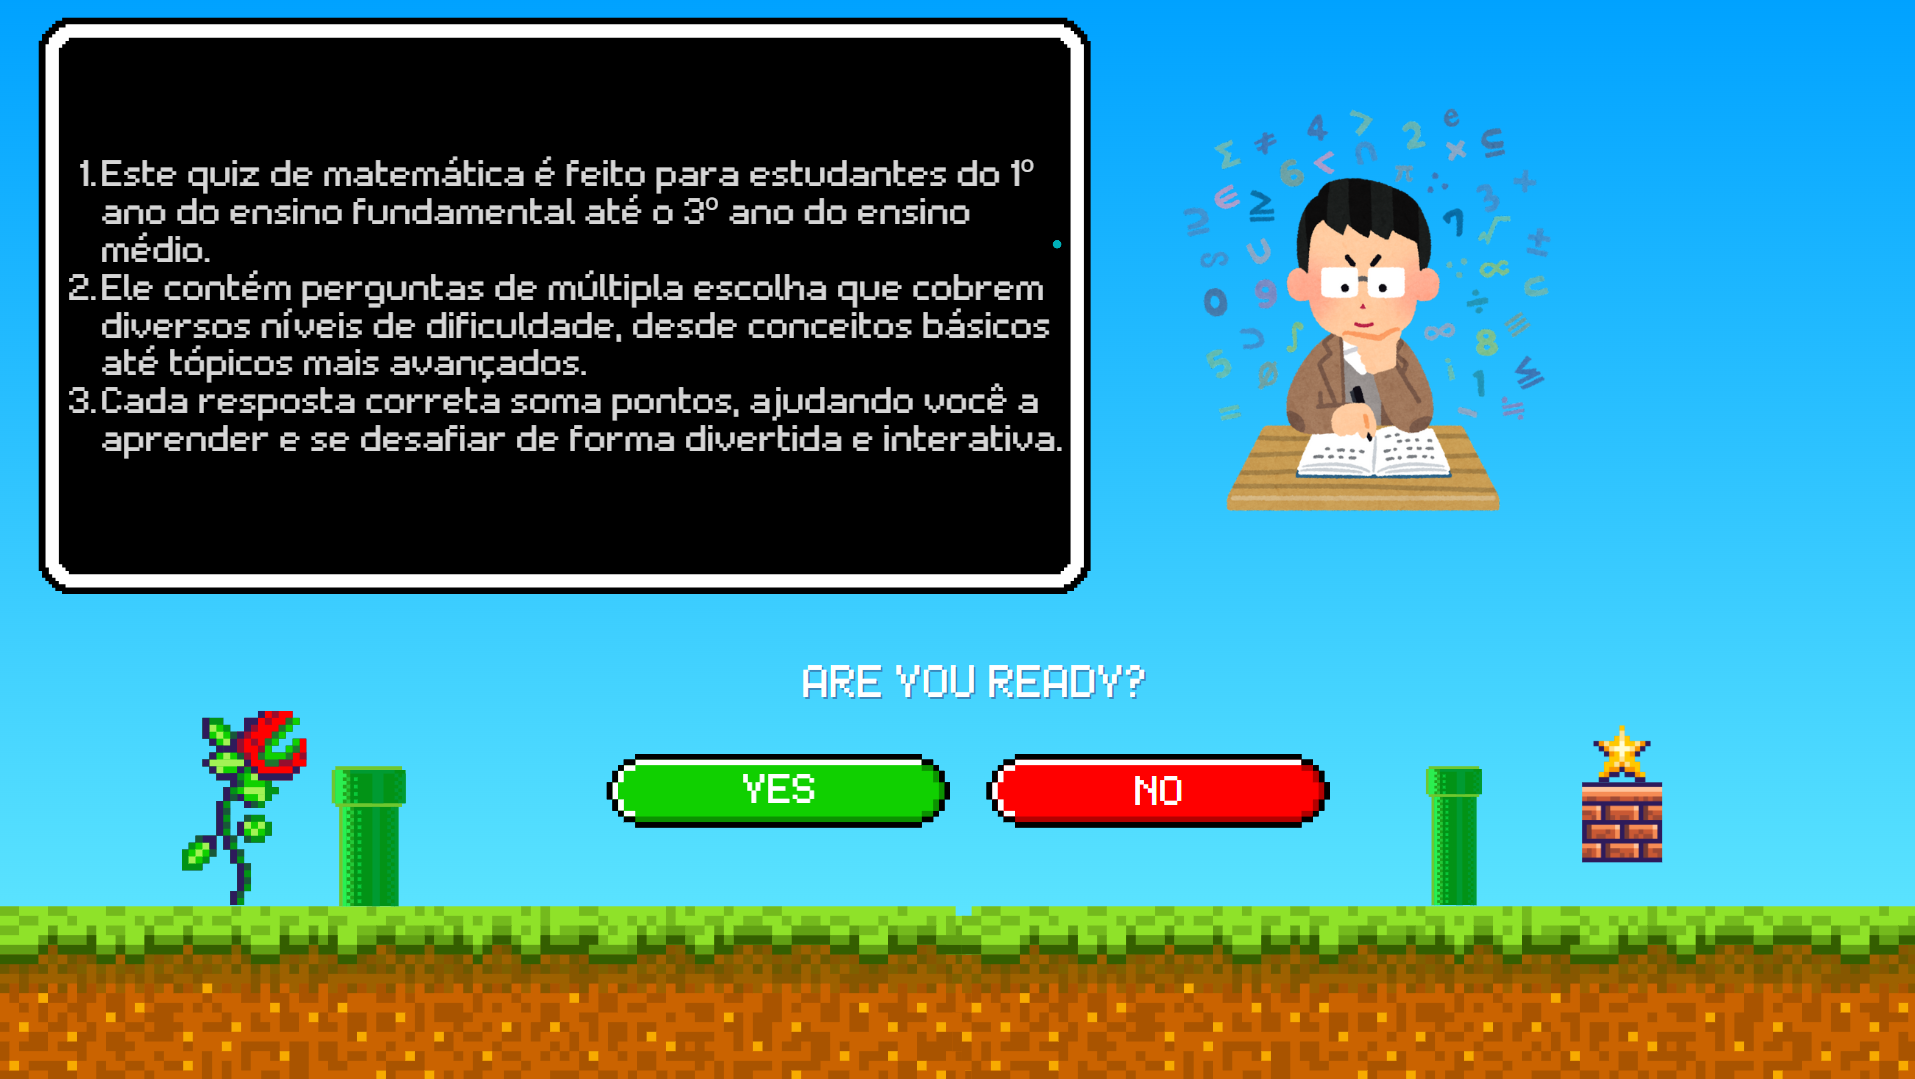 1. Este quiz de matemática é feito para estudantes do 1º
ano do ensino fundamental até o 3º ano do ensino
médio.
2. Ele contém perguntas de múltipla escolha que cobrem
diversos níveis de dificuldade, desde conceitos básicos
até tópicos mais avançados.
3. Cada resposta correta soma pontos, ajudando você a
aprender e se desafiar de forma divertida e interativa.
ARE YOU READY?
YES
NO